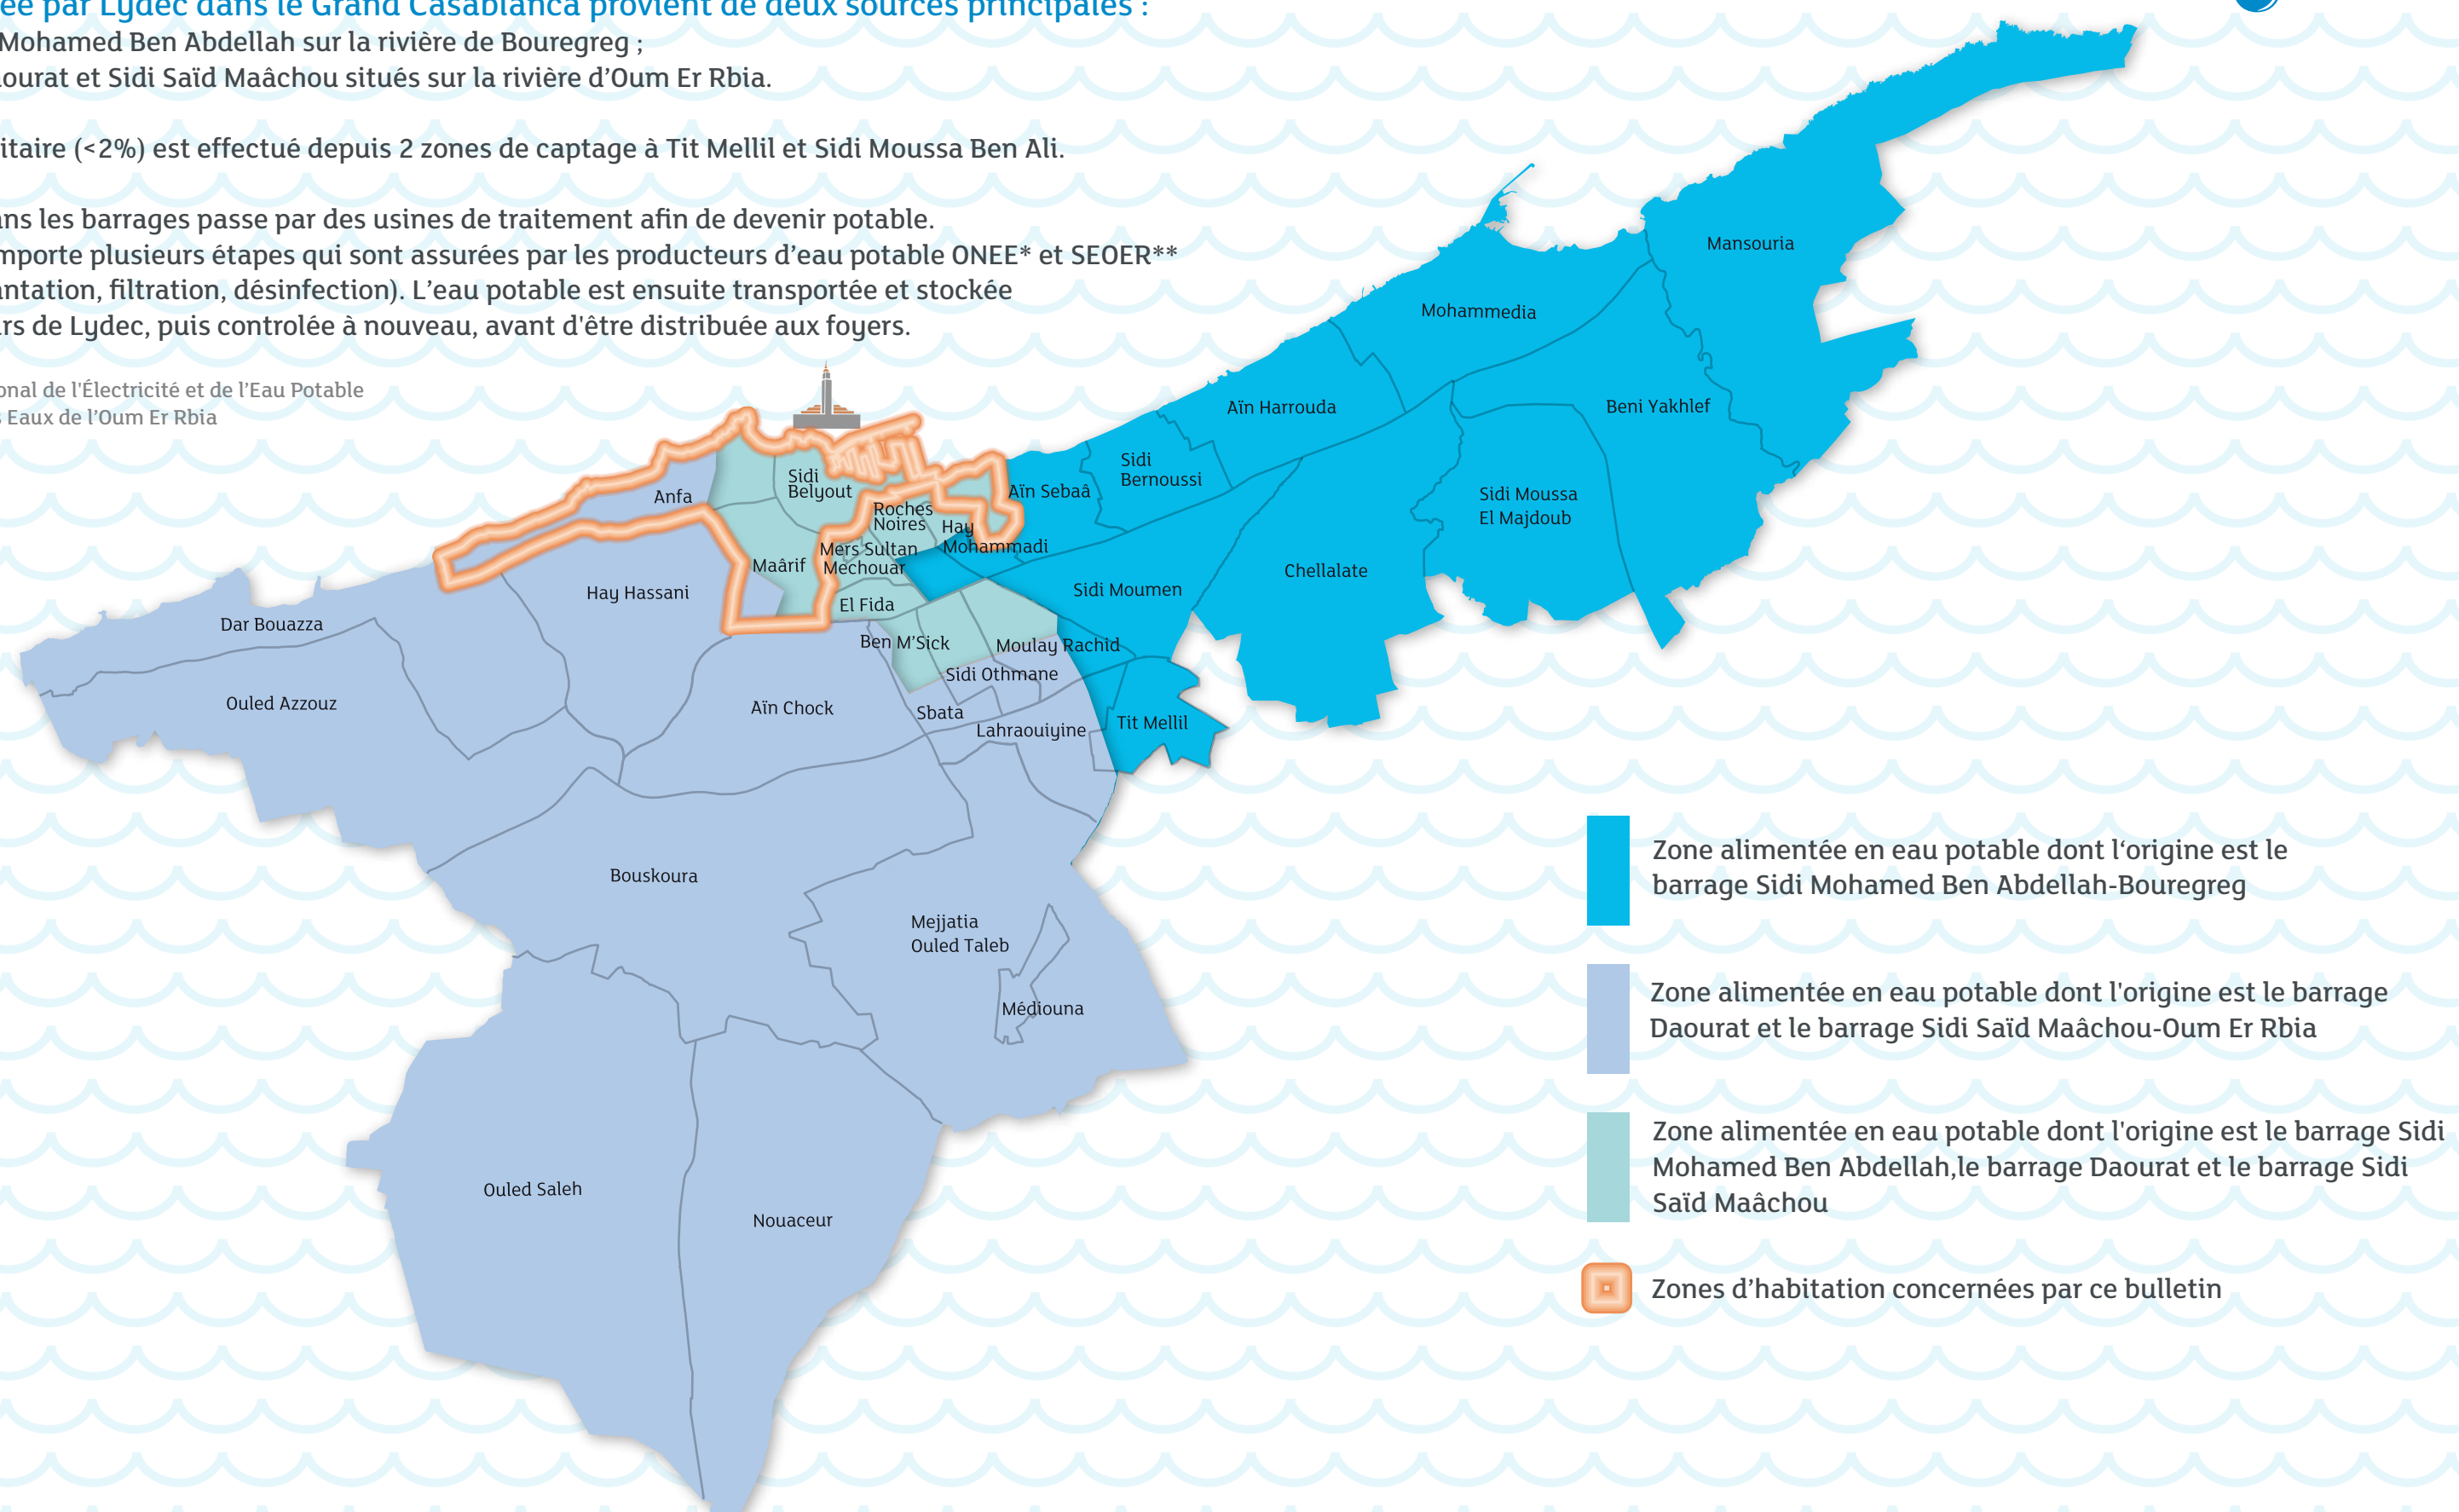 ée par Lydec dans le Grand Casablanca provient de deux sources principales :
Mohamed Ben Abdellah sur la rivière de Bouregreg ;
ourat et Sidi Saïd Maâchou situés sur la rivière d’Oum Er Rbia.
itaire (<2%) est effectué depuis 2 zones de captage à Tit Mellil et Sidi Moussa Ben Ali.
ns les barrages passe par des usines de traitement afin de devenir potable.
mporte plusieurs étapes qui sont assurées par les producteurs d’eau potable ONEE* et SEOER**
antation, filtration, désinfection). L’eau potable est ensuite transportée et stockée
rs de Lydec, puis controlée à nouveau, avant d'être distribuée aux foyers.
onal de l'Électricité et de l’Eau Potable
s Eaux de l’Oum Er Rbia
Mansouria
Mohammedia
Aïn Harrouda
Beni Yakhlef
Sidi
Bernoussi
Sidi
Belyout
Anfa
Aïn Sebaâ
Sidi Moussa
El Majdoub
Roches
Noires
Hay
Mohammadi
Mers Sultan
Mechouar
Maârif
Chellalate
Hay Hassani
Sidi Moumen
El Fida
Dar Bouazza
Ben M’Sick
Moulay Rachid
Sidi Othmane
Ouled Azzouz
Aïn Chock
Sbata
Lahraouiyine
Tit Mellil
Bouskoura
Mejjatia
Ouled Taleb
Médiouna
Ouled Saleh
Nouaceur
Zone alimentée en eau potable dont l‘origine est le
barrage Sidi Mohamed Ben Abdellah-Bouregreg
Zone alimentée en eau potable dont l'origine est le barrage
Daourat et le barrage Sidi Saïd Maâchou-Oum Er Rbia
Zone alimentée en eau potable dont l'origine est le barrage Sidi
Mohamed Ben Abdellah,le barrage Daourat et le barrage Sidi
Saïd Maâchou
Zones d’habitation concernées par ce bulletin